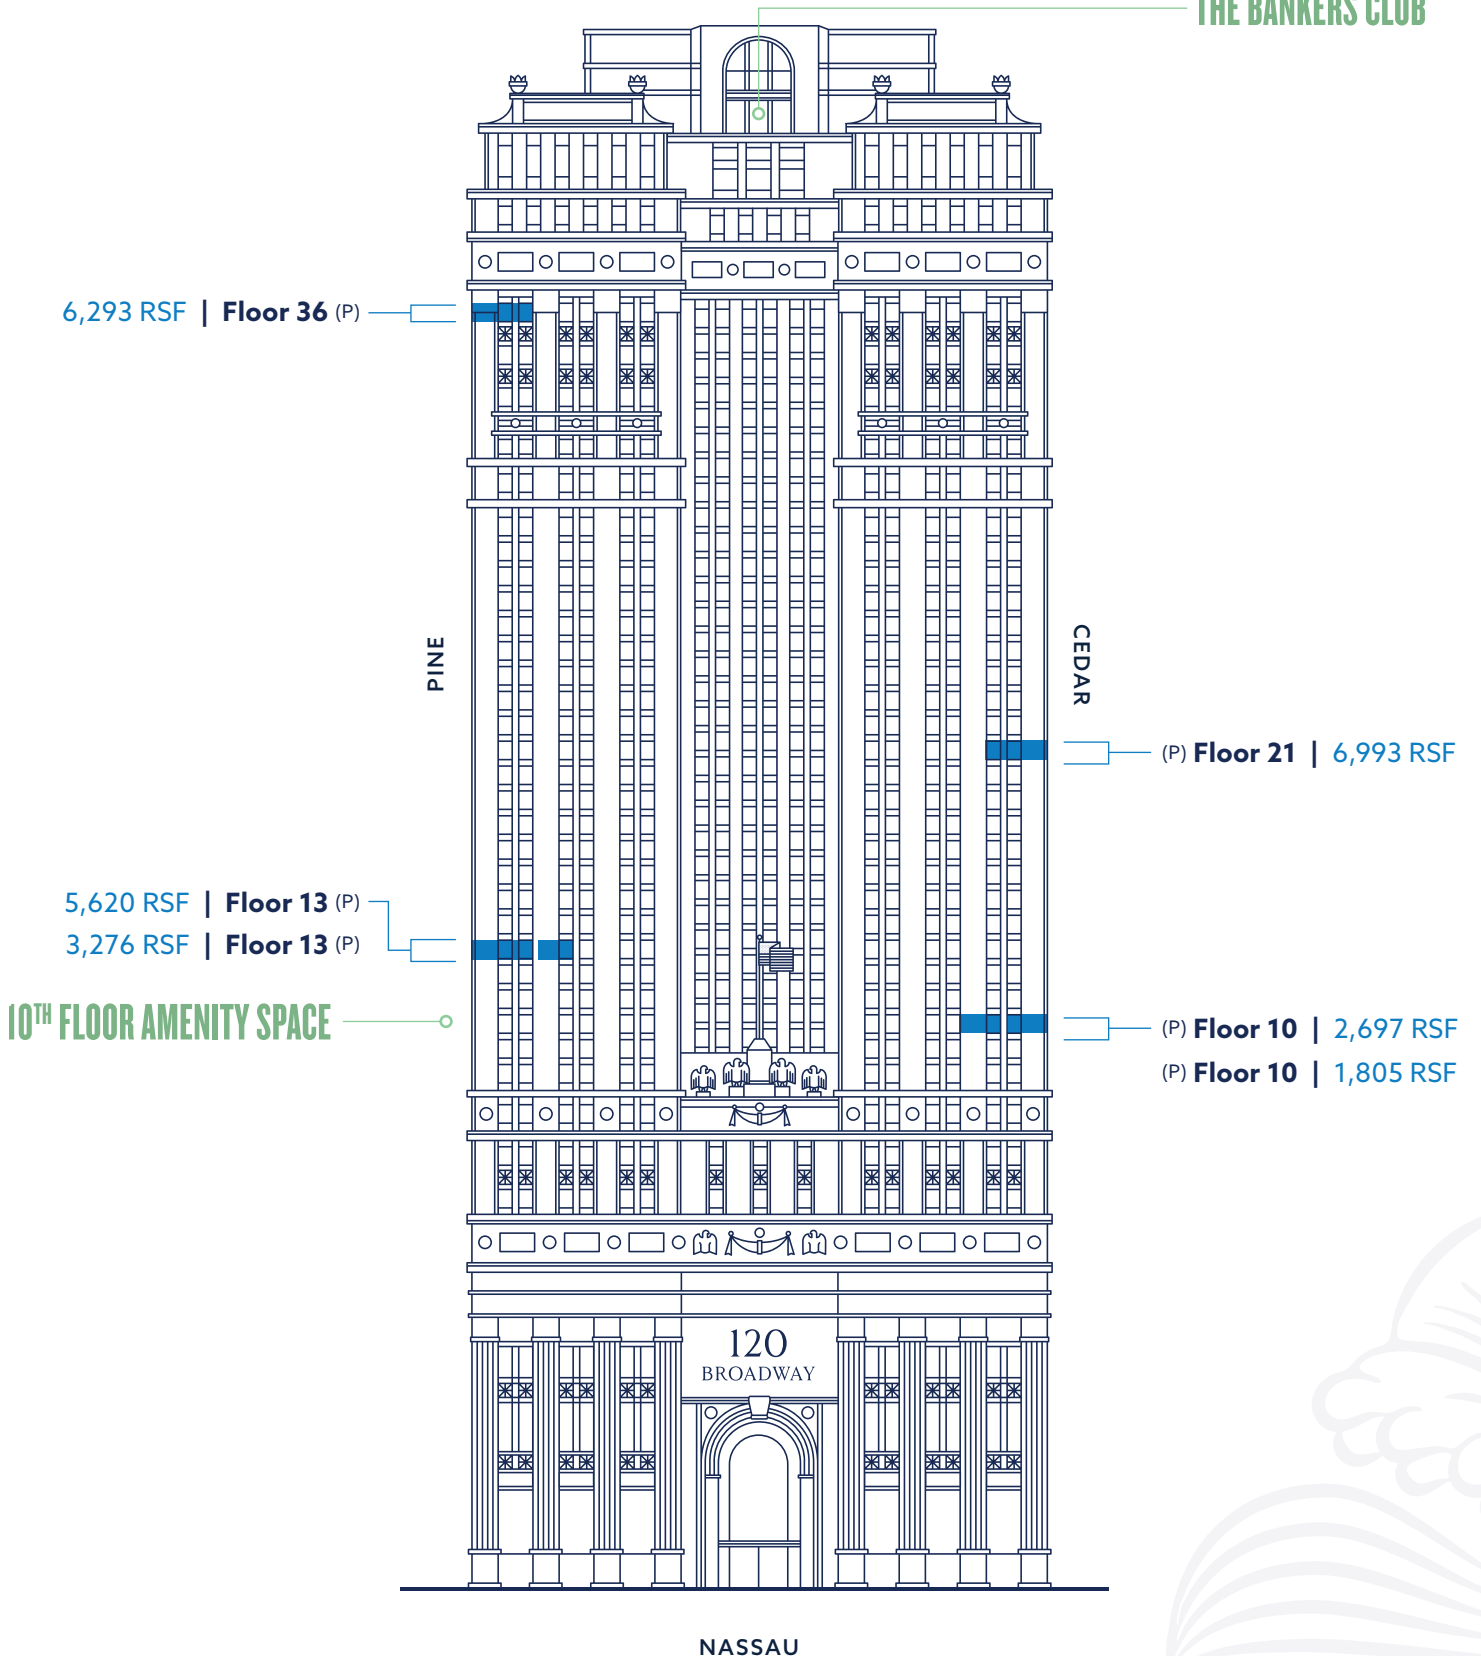 THE BANKERS CLUB
6,293 RSF | Floor 36 (P)
PINE
CEDAR
(P) Floor 21 | 6,993 RSF
5,620 RSF | Floor 13 (P)
3,276 RSF | Floor 13 (P)
10TH FLOOR AMENITY SPACE
(P) Floor 10 | 2,697 RSF
(P) Floor 10 | 1,805 RSF
120
BROADWAY
NASSAU